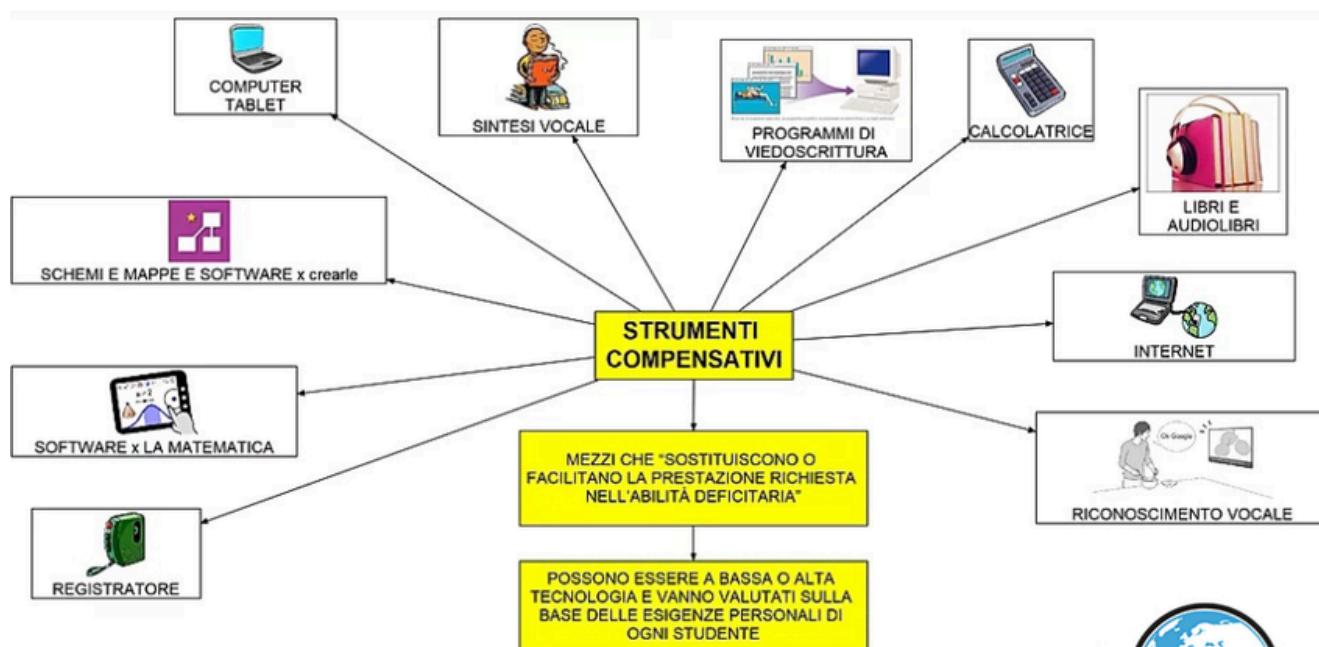 COMPUTER
TABLET
SINTESI VOCALE
PROGRAMMI DI
VIEDOSCRITTURA
CALCOLATRICE
LIBRI E
AUDIOLIBRI
SCHEMI E MAPPE E SOFTWARE x crearle
STRUMENTI
COMPENSATIVI
INTERNET
SOFTWARE x LA MATEMATICA
MEZZI CHE “SOSTITUISCONO O
FACILITANO LA PRESTAZIONE RICHIESTA
NELL'ABILITÀ DEFICITARIA”
Ok Google
RICONOSCIMENTO VOCALE
REGISTRATORE
POSSONO ESSERE A BASSA O ALTA
TECNOLOGIA E VANNO VALUTATI SULLA
BASE DELLE ESIGENZE PERSONALI DI
OGNI STUDENTE